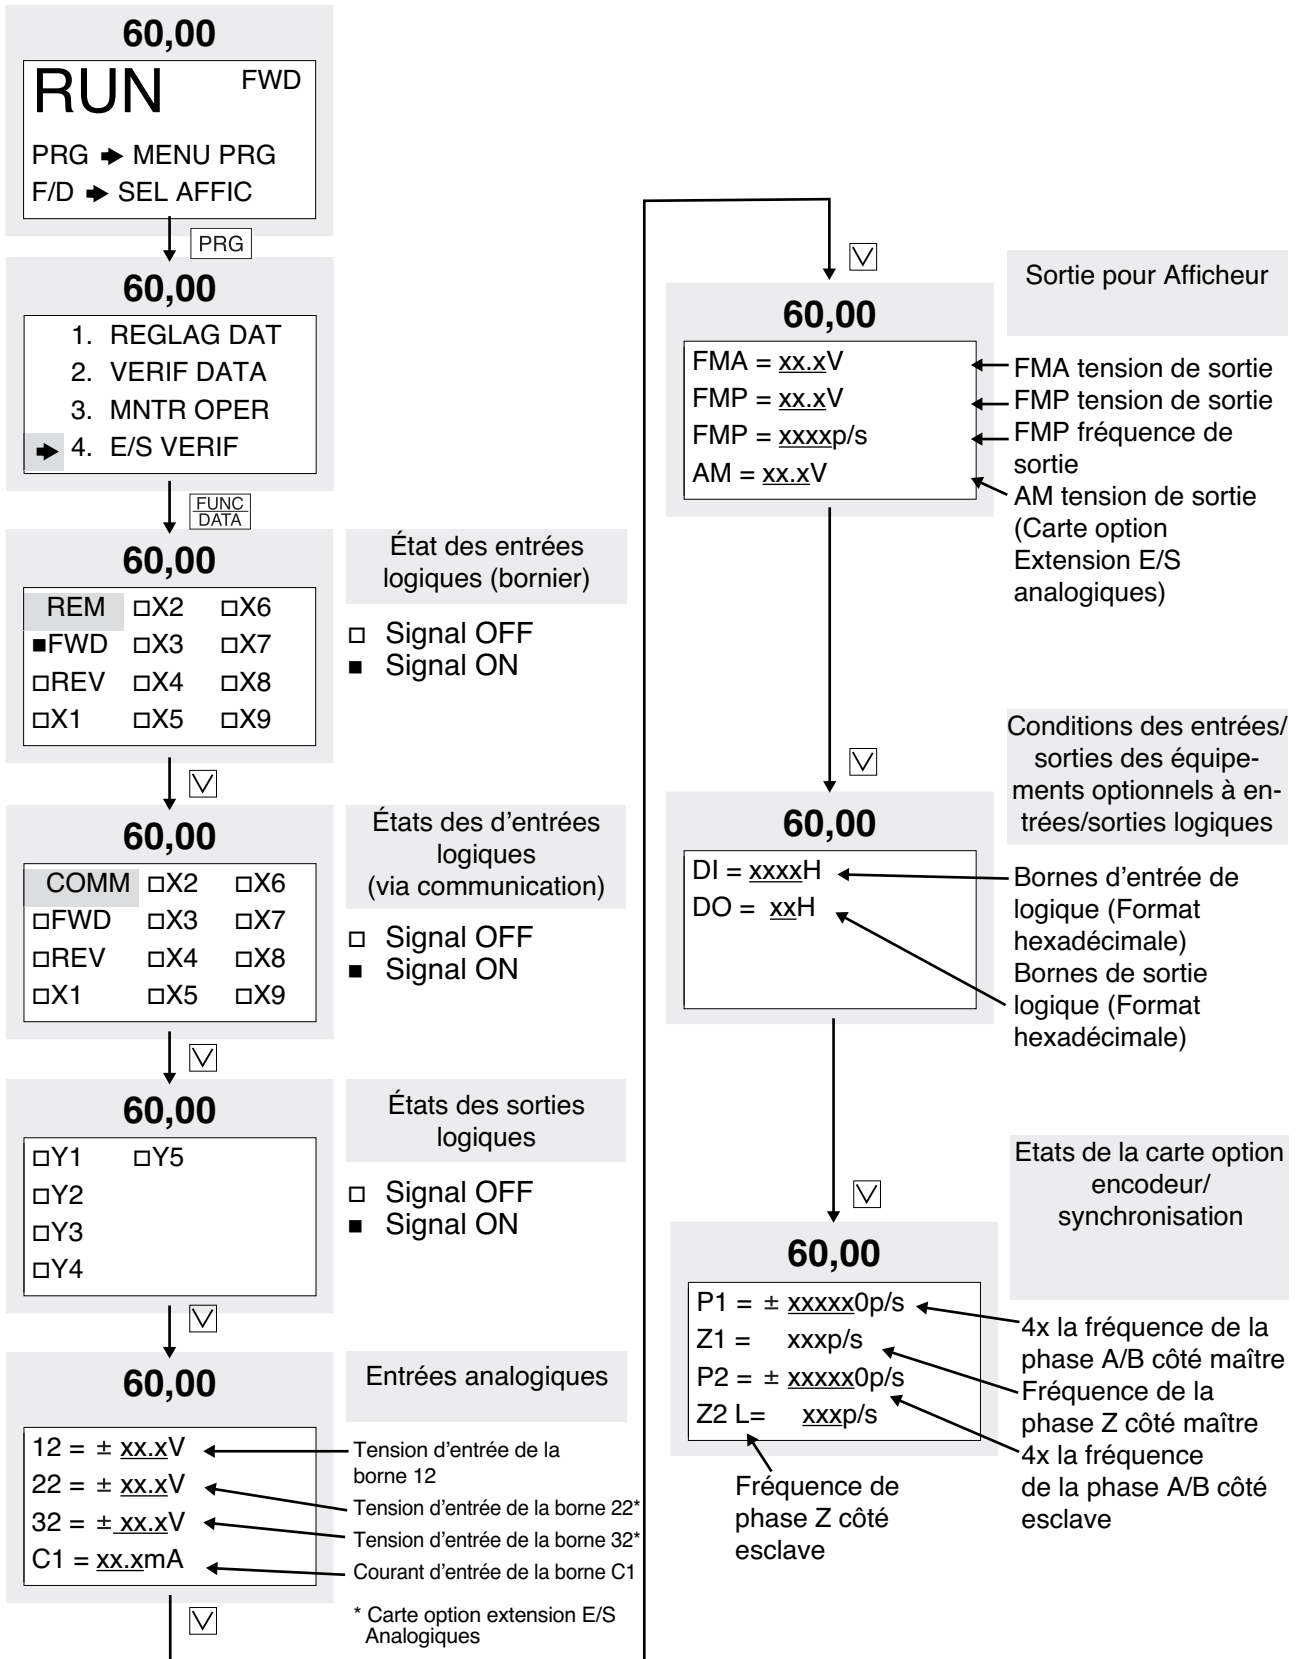 60,00
RUN FWD
PRG ➡ MENU PRG
F/D ➡ SEL AFFIC
PRG
60,00
1. REGLAG DAT
2. VERIF DATA
3. MNTR OPER
➡ 4. E/S VERIF
FUNC
DATA
60,00
REM □X2 □X6
■FWD □X3 □X7
□REV □X4 □X8
□X1 □X5 □X9
État des entrées
logiques (bornier)
□ Signal OFF
■ Signal ON
60,00
COMM □X2 □X6
□FWD □X3 □X7
□REV □X4 □X8
□X1 □X5 □X9
États des d'entrées
logiques
(via communication)
□ Signal OFF
■ Signal ON
60,00
□Y1 □Y5
□Y2
□Y3
□Y4
États des sorties
logiques
□ Signal OFF
■ Signal ON
60,00
12 = ± xx.xV
22 = ± xx.xV
32 = ± xx.xV
C1 = xx.xmA
Entrées analogiques
Tension d'entrée de la
borne 12
Tension d'entrée de la borne 22*
Tension d'entrée de la borne 32*
Courant d'entrée de la borne C1
* Carte option extension E/S
Analogiques
60,00
FMA = xx.xV
FMP = xx.xV
FMP = xxxxp/s
AM = xx.xV
Sortie pour Afficheur
FMA tension de sortie
FMP tension de sortie
FMP fréquence de
sortie
AM tension de sortie
(Carte option
Extension E/S
analogiques)
60,00
DI = xxxxH
DO = xxH
Conditions des entrées/
sorties des équipe-
ments optionnels à en-
trées/sorties logiques
Bornes d'entrée de
logique (Format
hexadécimale)
Bornes de sortie
logique (Format
hexadécimale)
60,00
P1 = ± xxxxx0p/s
Z1 = xxxp/s
P2 = ± xxxxx0p/s
Z2 L= xxxp/s
Etats de la carte option
encodeur/
synchronisation
4x la fréquence de la
phase A/B côté maître
Fréquence de la
phase Z côté maître
4x la fréquence
de la phase A/B côté
esclave
Fréquence de
phase Z côté
esclave